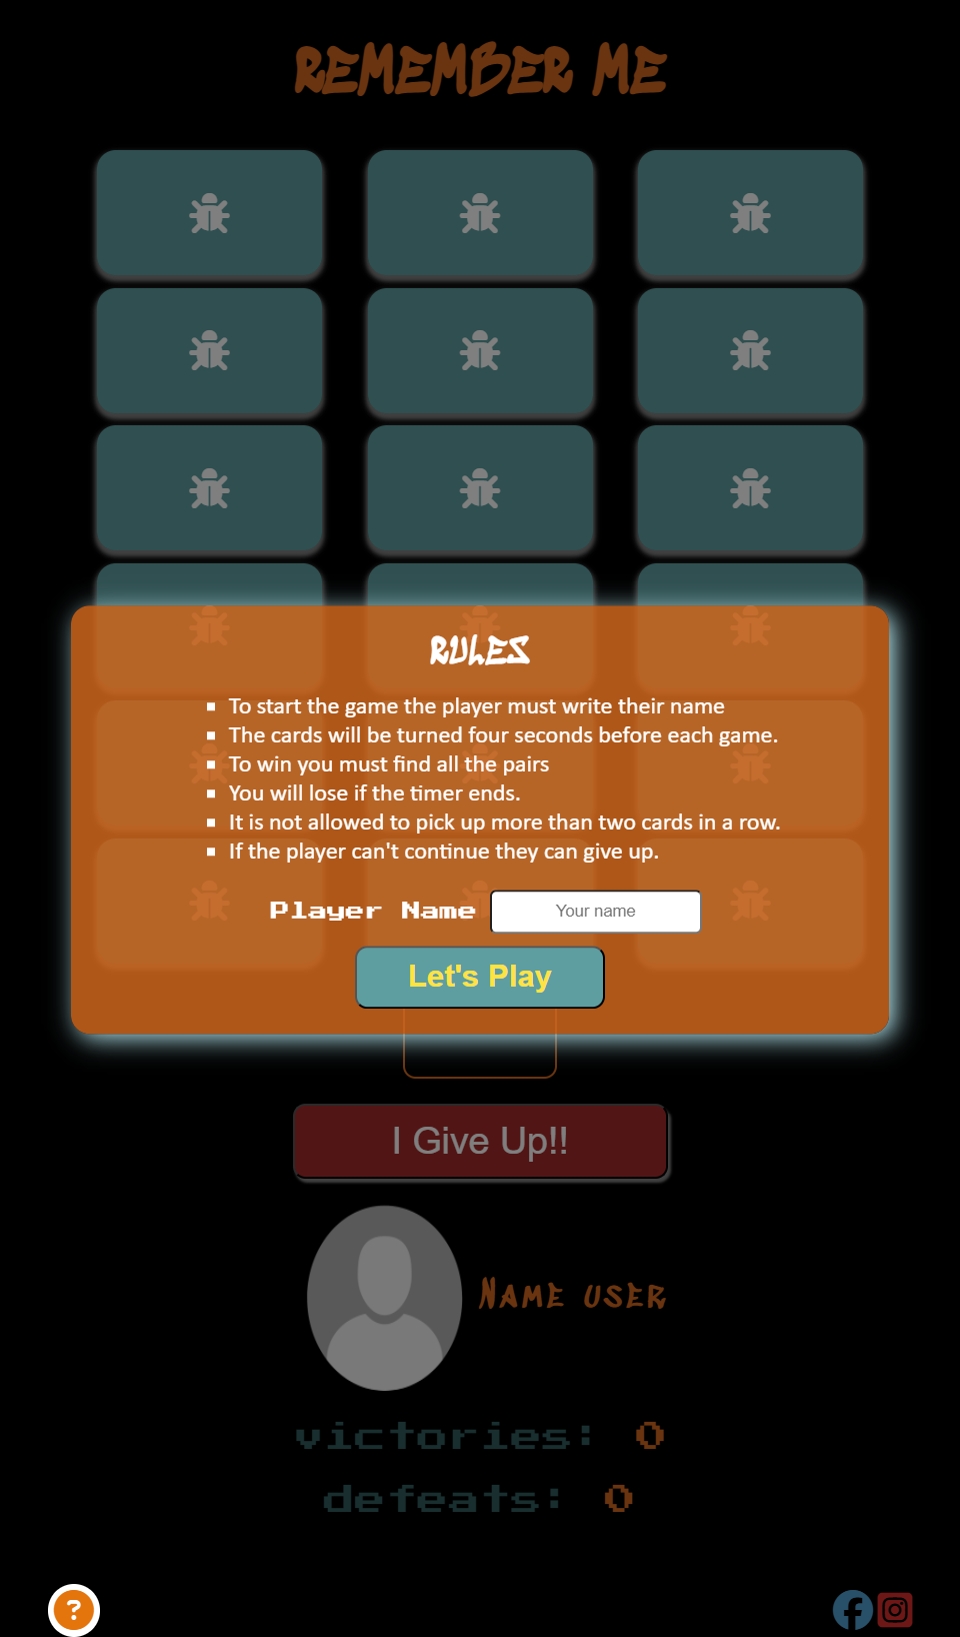 REMEMBER ME
RULES
To start the game the player must write their name
The cards will be turned four seconds before each game.
To win you must find all the pairs
You will lose if the timer ends.
It is not allowed to pick up more than two cards in a row.
If the player can't continue they can give up.
Player Name Your name
Let's Play
I Give Up!!
Name user
victories: 0
defeats: 0
?